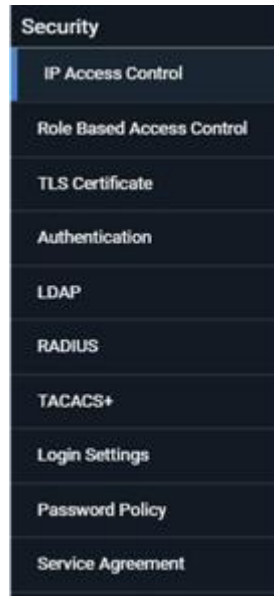 Security
IP Access Control
Role Based Access Control
TLS Certificate
Authentication
LDAP
RADIUS
TACACS+
Login Settings
Password Policy
Service Agreement